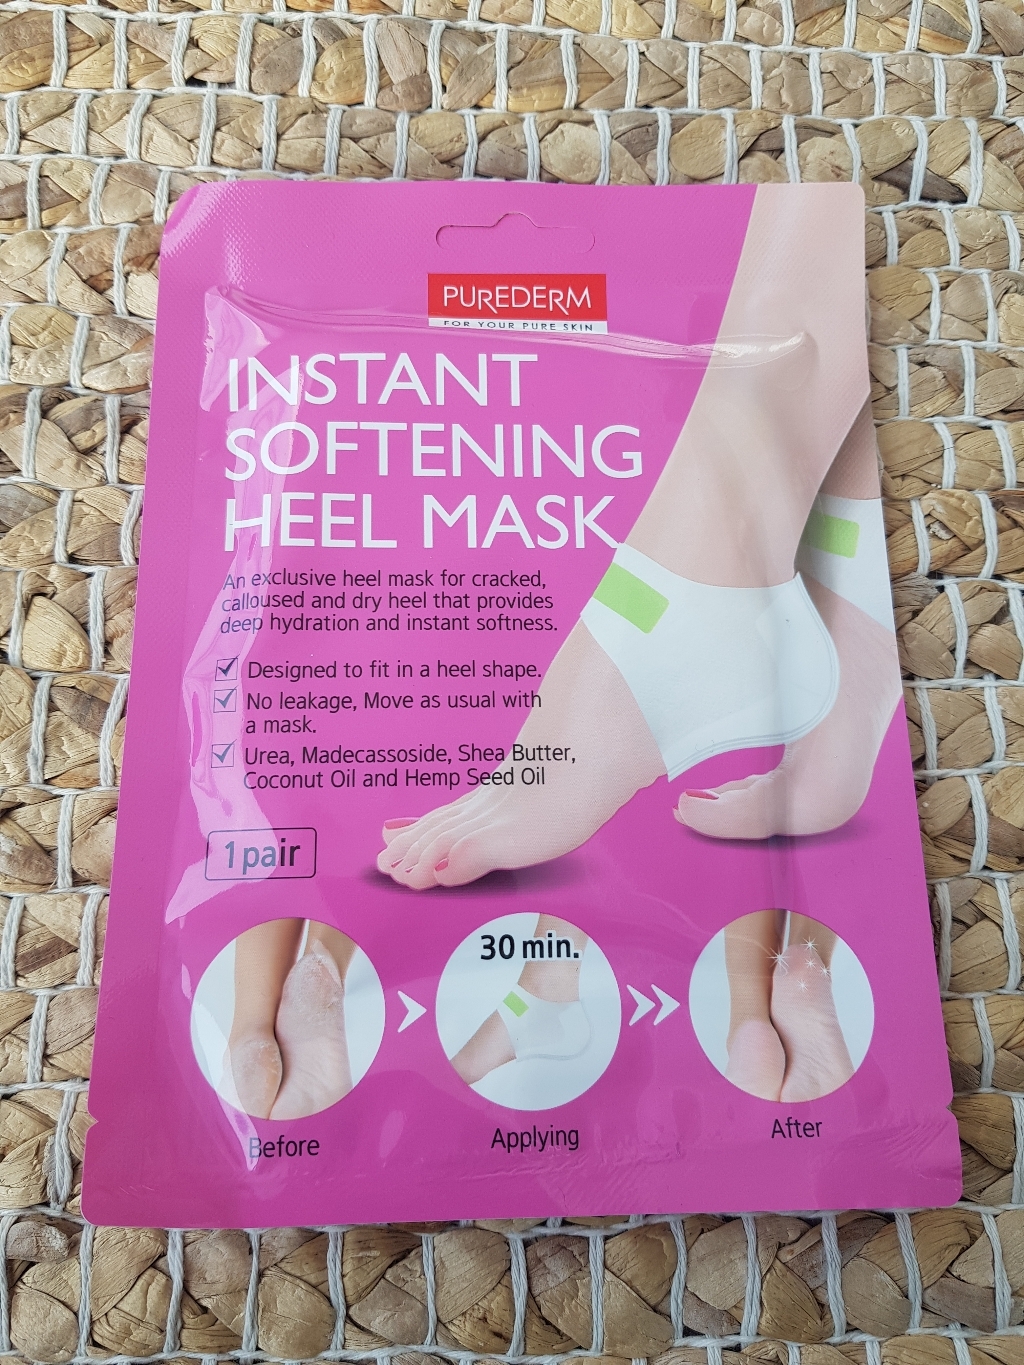 PUREDERM
FOR YOUR PURE SKIN
INSTANT
SOFTENING
HEEL MASK
An exclusive heel mask for cracked,
calloused and dry heel that provides
deep hydration and instant softness.
Designed to fit in a heel shape.
No leakage, Move as usual with
a mask.
Urea, Madecassoside, Shea Butter,
Coconut Oil and Hemp Seed Oil
1 pair
30 min.
Before
Applying
After